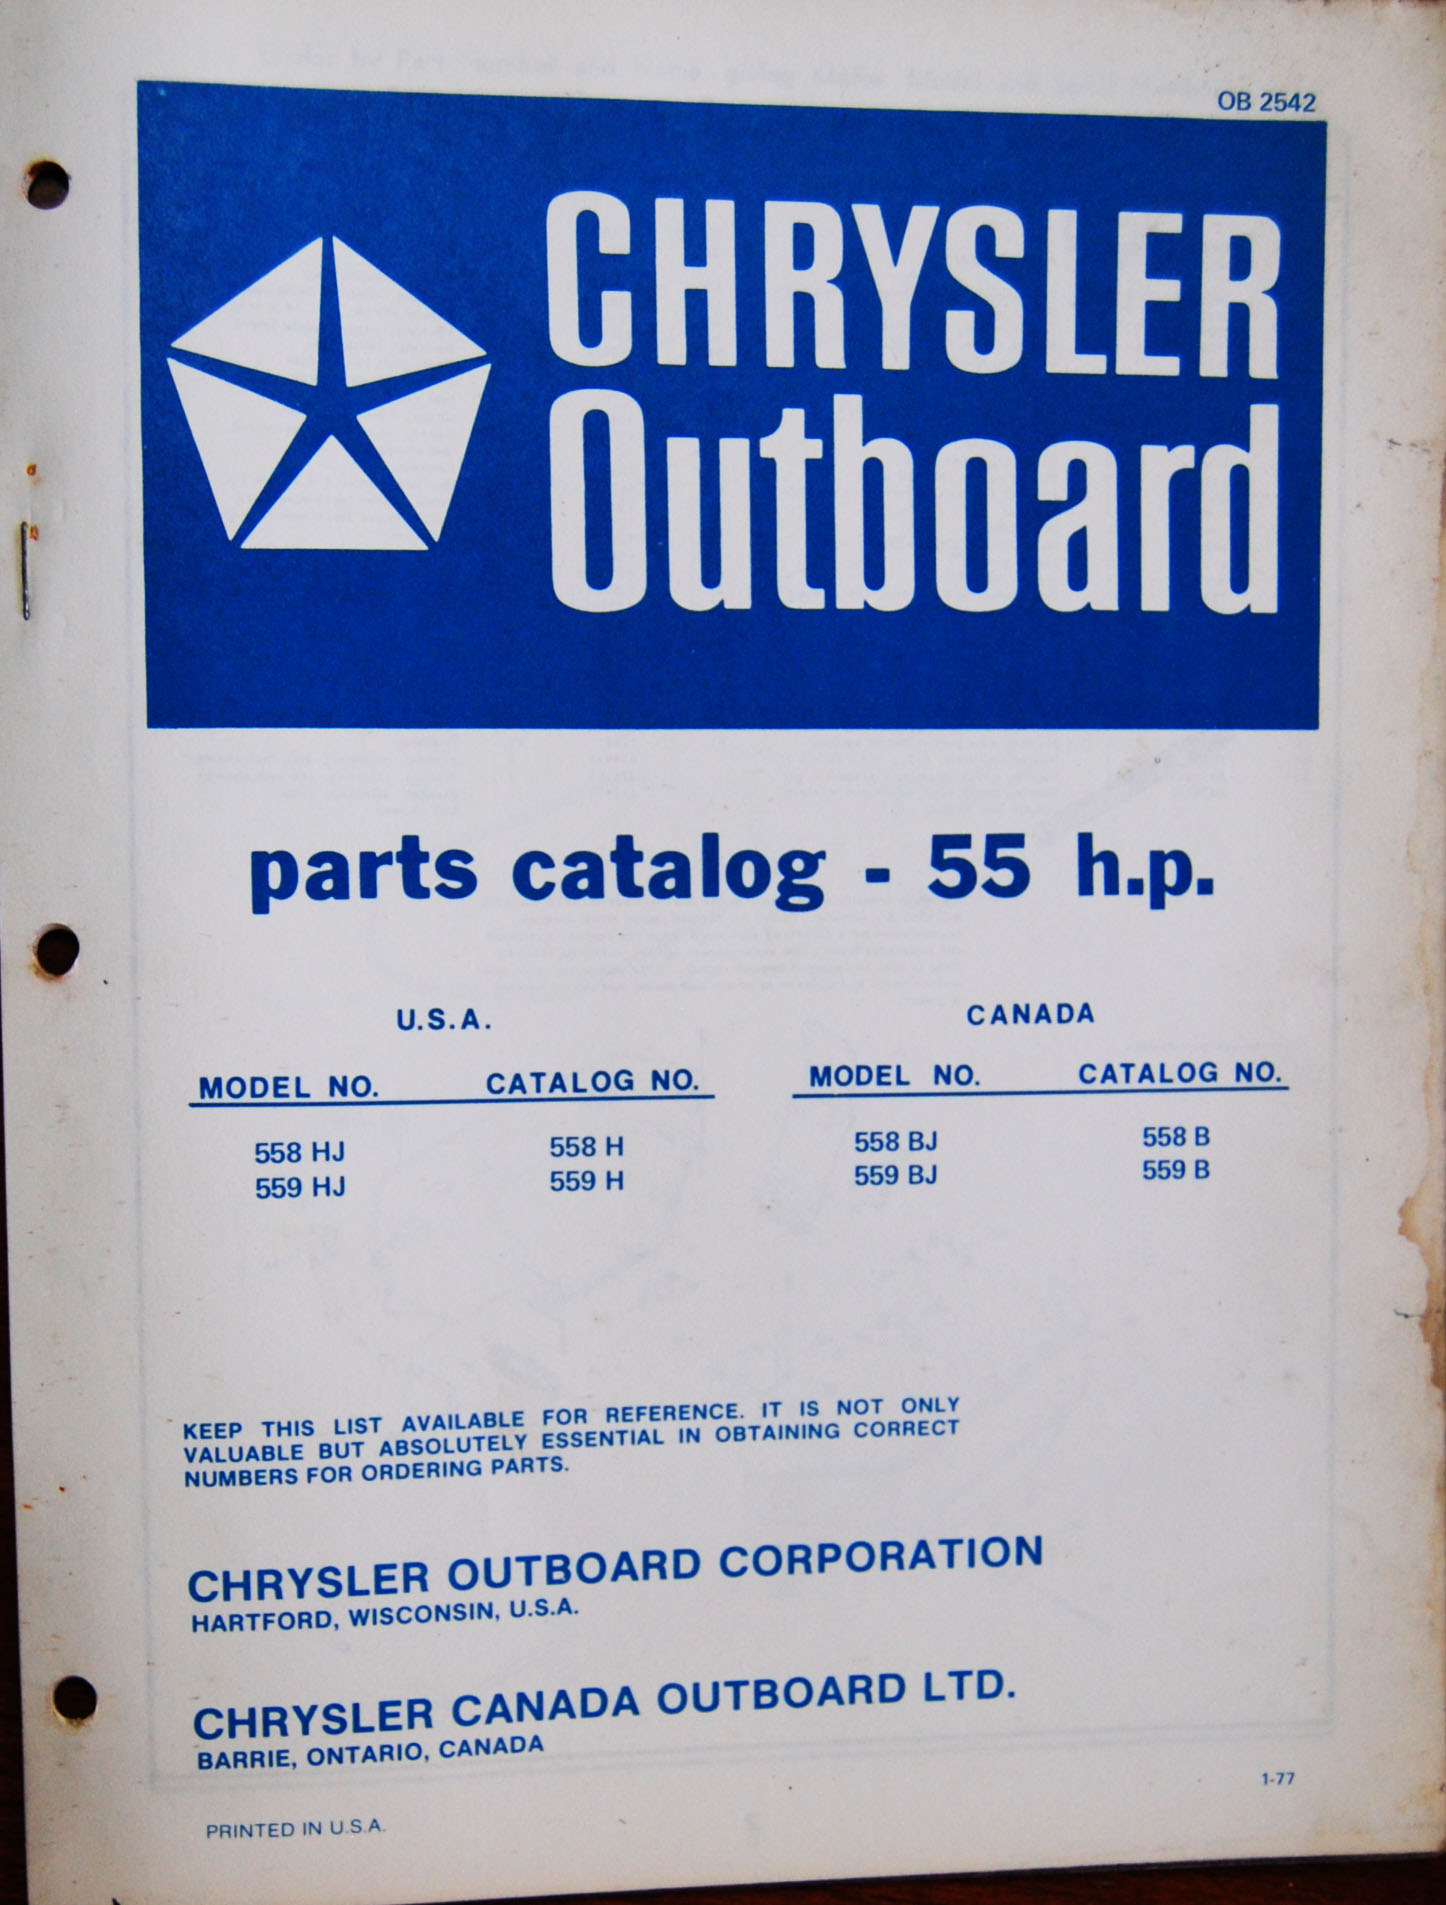 OB 2542
CHRYSLER
Outboard
parts catalog - 55 h.p.
U.S.A. CANADA
MODEL NO. CATALOG NO. MODEL NO. CATALOG NO.
558 HJ 558 H 558 BJ 558 B
559 HJ 559 H 559 BJ 559 B
KEEP THIS LIST AVAILABLE FOR REFERENCE. IT IS NOT ONLY
VALUABLE BUT ABSOLUTELY ESSENTIAL IN OBTAINING CORRECT
NUMBERS FOR ORDERING PARTS.
CHRYSLER OUTBOARD CORPORATION
HARTFORD, WISCONSIN, U.S.A.
CHRYSLER CANADA OUTBOARD LTD.
BARRIE, ONTARIO, CANADA
1-77
PRINTED IN U.S.A.